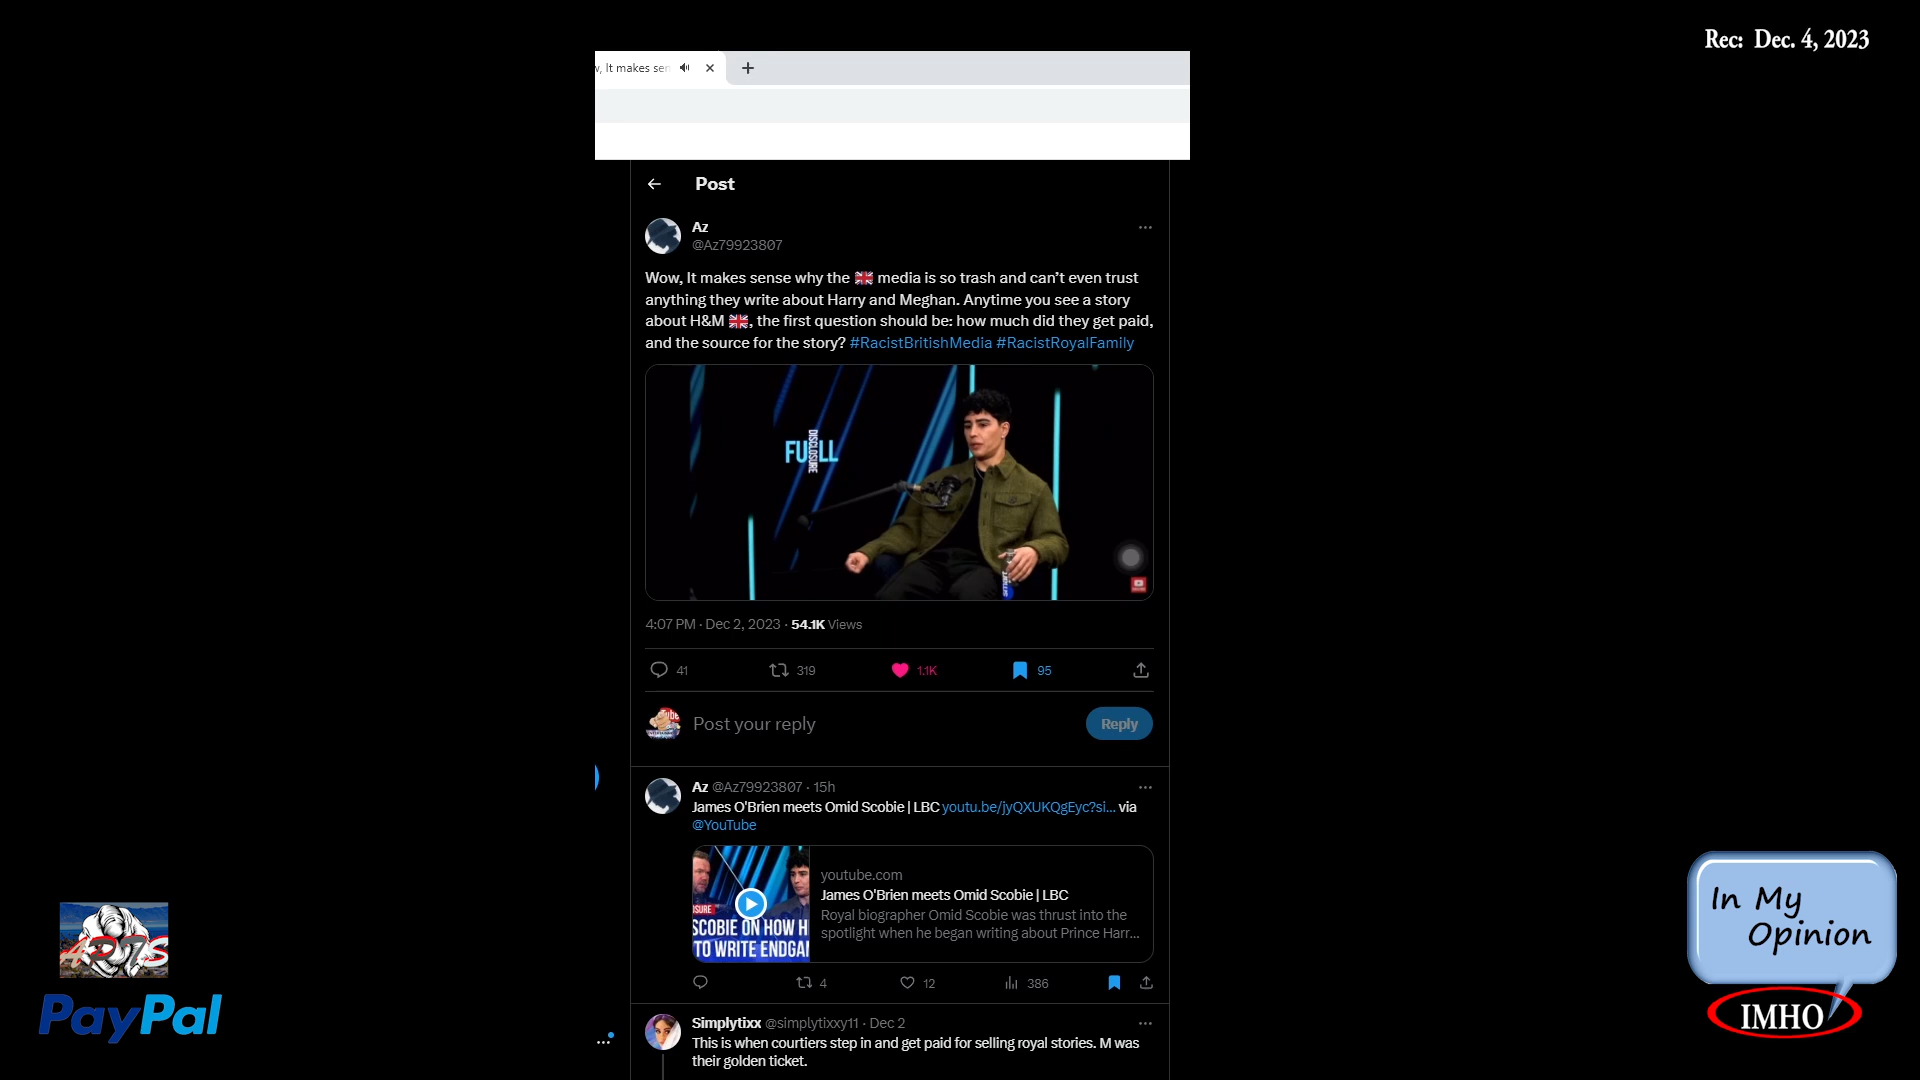 Rec: Dec. 4, 2023
w, It makes sen
Post
Az
@Az79923807
Wow, It makes sense why the 🇬🇧 media is so trash and can't even trust
anything they write about Harry and Meghan. Anytime you see a story
about H&M 🇬🇧, the first question should be: how much did they get paid,
and the source for the story? #RacistBritishMedia #RacistRoyalFamily
FULL
DISCLOSURE
4:07 PM · Dec 2, 2023 · 54.1K Views
41 319 1.1K 95
Post your reply
Reply
Az @Az79923807 · 15h
James O'Brien meets Omid Scobie | LBC youtu.be/jyQXUKQgEyc?si... via
@YouTube
SURE
SCOBIE ON HOW H
TO WRITE ENDGA
youtube.com
James O'Brien meets Omid Scobie | LBC
Royal biographer Omid Scobie was thrust into the
spotlight when he began writing about Prince Harr...
4 12 386
Simplytixx @simplytixxy11 · Dec 2
This is when courtiers step in and get paid for selling royal stories. M was
their golden ticket.
PayPal
In My
Opinion
IMHO